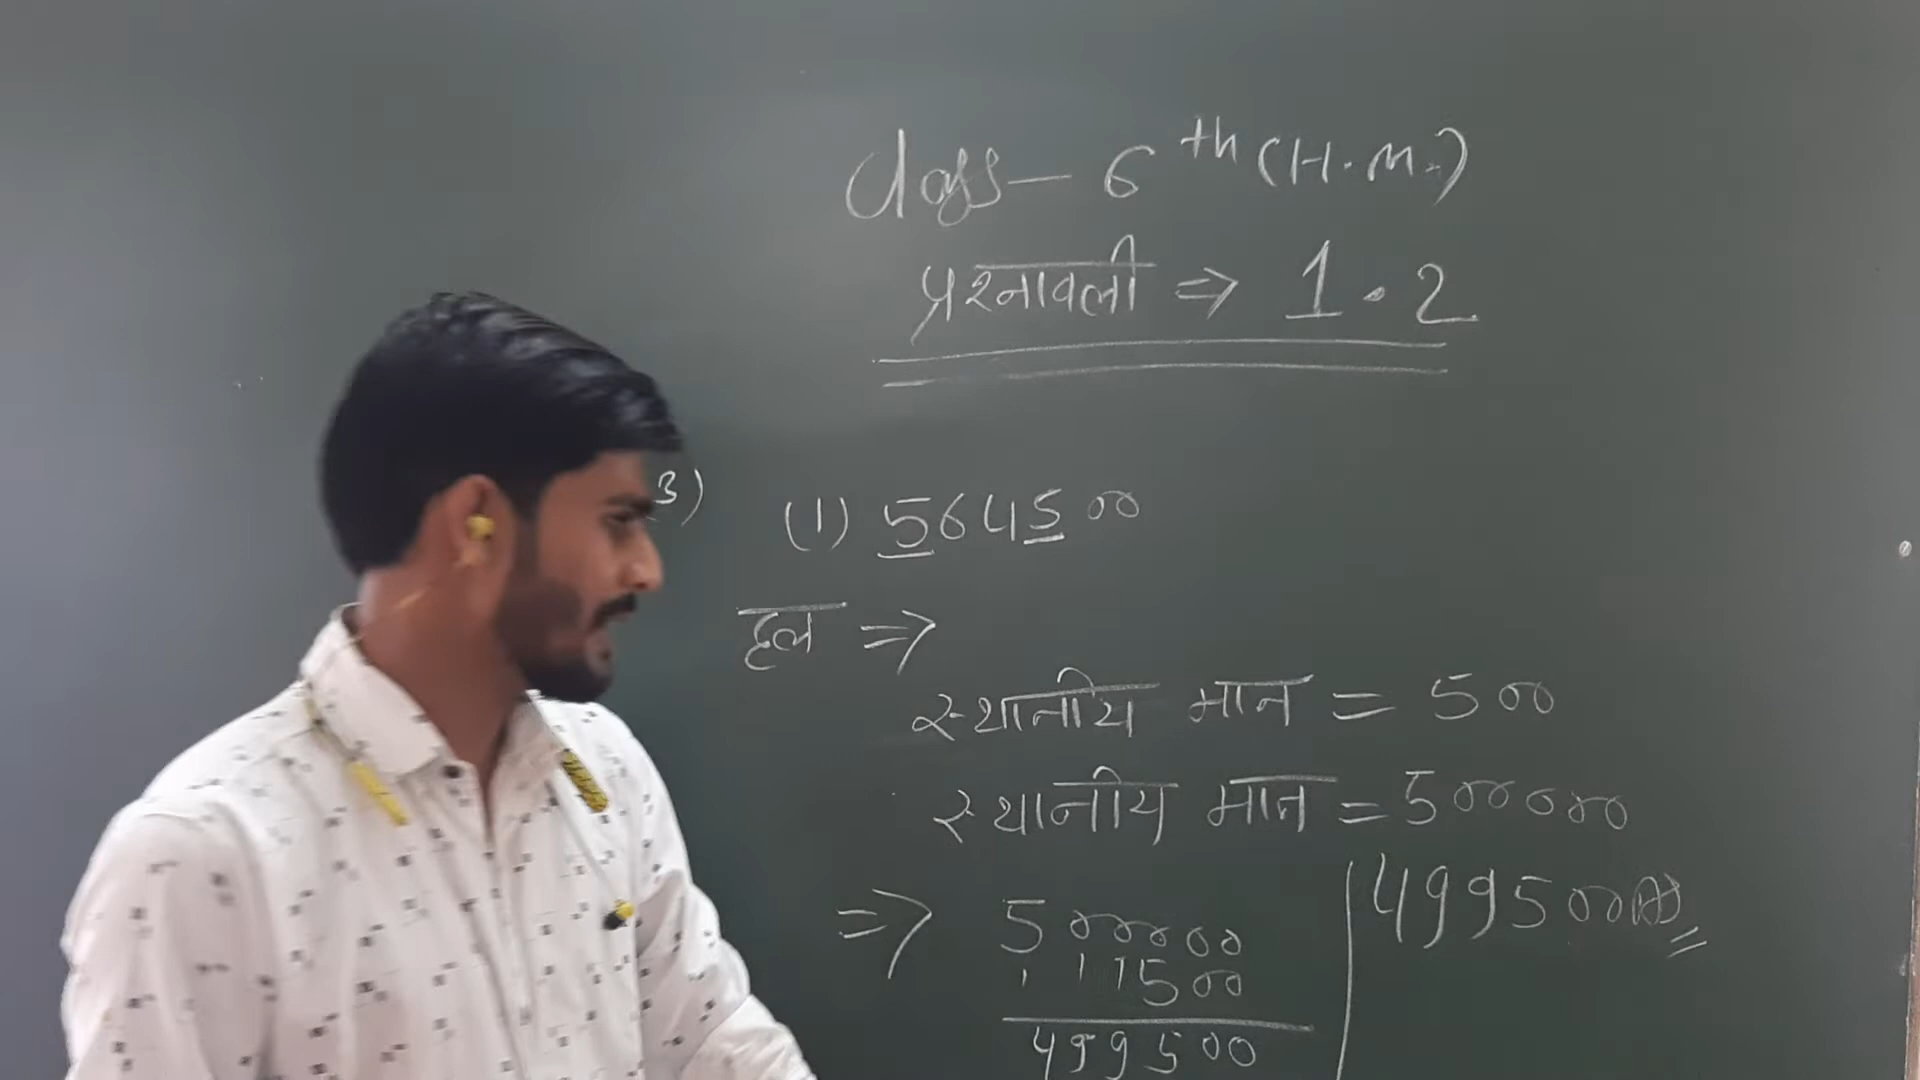 Class - 6th (H.M.)
प्रश्नावली ⇒ 1.2
3) (1) 564500
हल ⇒
स्थानीय मान = 500
स्थानीय मान = 500000
⇒ 500000
500
499500
499500